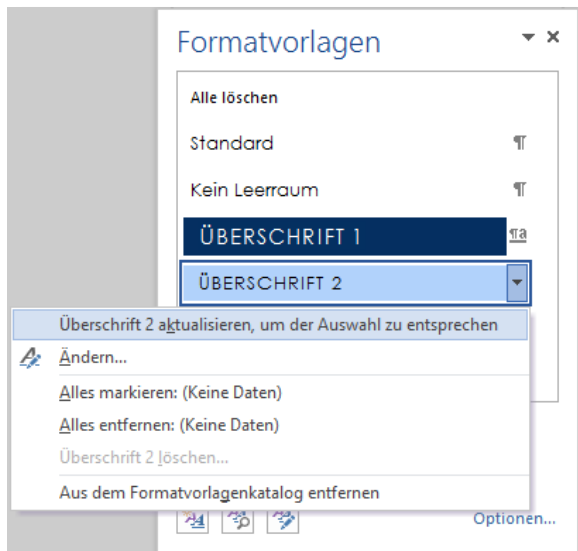 Formatvorlagen
Alle löschen
Standard
Kein Leerraum
ÜBERSCHRIFT 1
ÜBERSCHRIFT 2
Überschrift 2 aktualisieren, um der Auswahl zu entsprechen
Ändern...
Alles markieren: (Keine Daten)
Alles entfernen: (Keine Daten)
Überschrift 2 löschen...
Aus dem Formatvorlagenkatalog entfernen
Optionen...